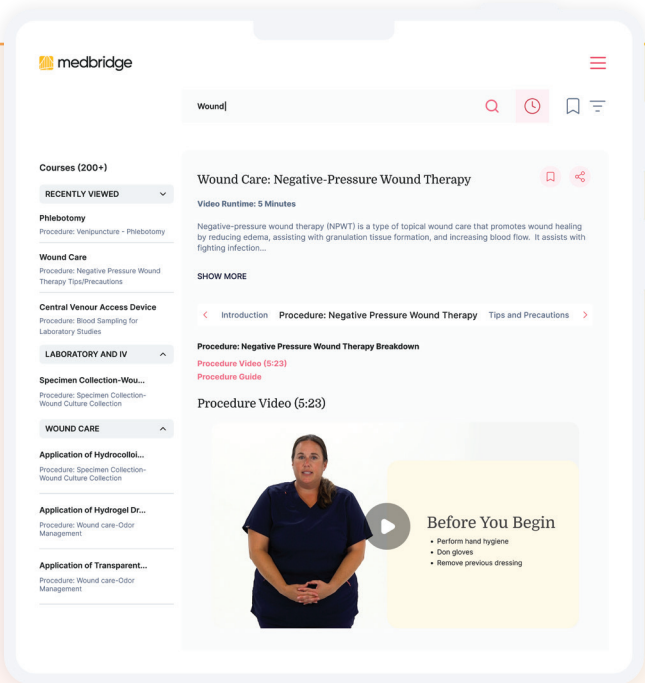 medbridge
Wound
Courses (200+)
RECENTLY VIEWED
Phlebotomy
Procedure: Venipuncture - Phlebotomy
Wound Care
Procedure: Negative Pressure Wound
Therapy Tips/Precautions
Central Venour Access Device
Procedure: Blood Sampling for
Laboratory Studies
LABORATORY AND IV
Specimen Collection-Wou...
Procedure: Specimen Collection-
Wound Culture Collection
WOUND CARE
Application of Hydrocolloi...
Procedure: Specimen Collection-
Wound Culture Collection
Application of Hydrogel Dr...
Procedure: Wound care-Odor
Management
Application of Transparent...
Procedure: Wound care-Odor
Management
Wound Care: Negative-Pressure Wound Therapy
Video Runtime: 5 Minutes
Negative-pressure wound therapy (NPWT) is a type of topical wound care that promotes wound healing
by reducing edema, assisting with granulation tissue formation, and increasing blood flow. It assists with
fighting infection...
SHOW MORE
Introduction Procedure: Negative Pressure Wound Therapy Tips and Precautions
Procedure: Negative Pressure Wound Therapy Breakdown
Procedure Video (5:23)
Procedure Guide
Procedure Video (5:23)
Before You Begin
• Perform hand hygiene
• Don gloves
• Remove previous dressing